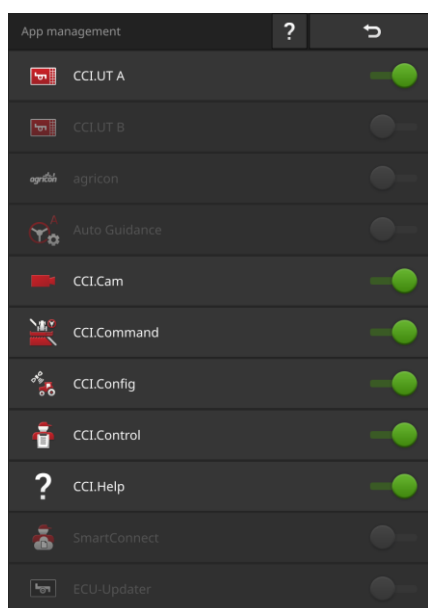 App management ?
CCI.UT A
CCI.UT B
agricon agricon
A Auto Guidance
CCI.Cam
CCI.Command
CCI.Config
CCI.Control
? CCI.Help
SmartConnect
ECU-Updater